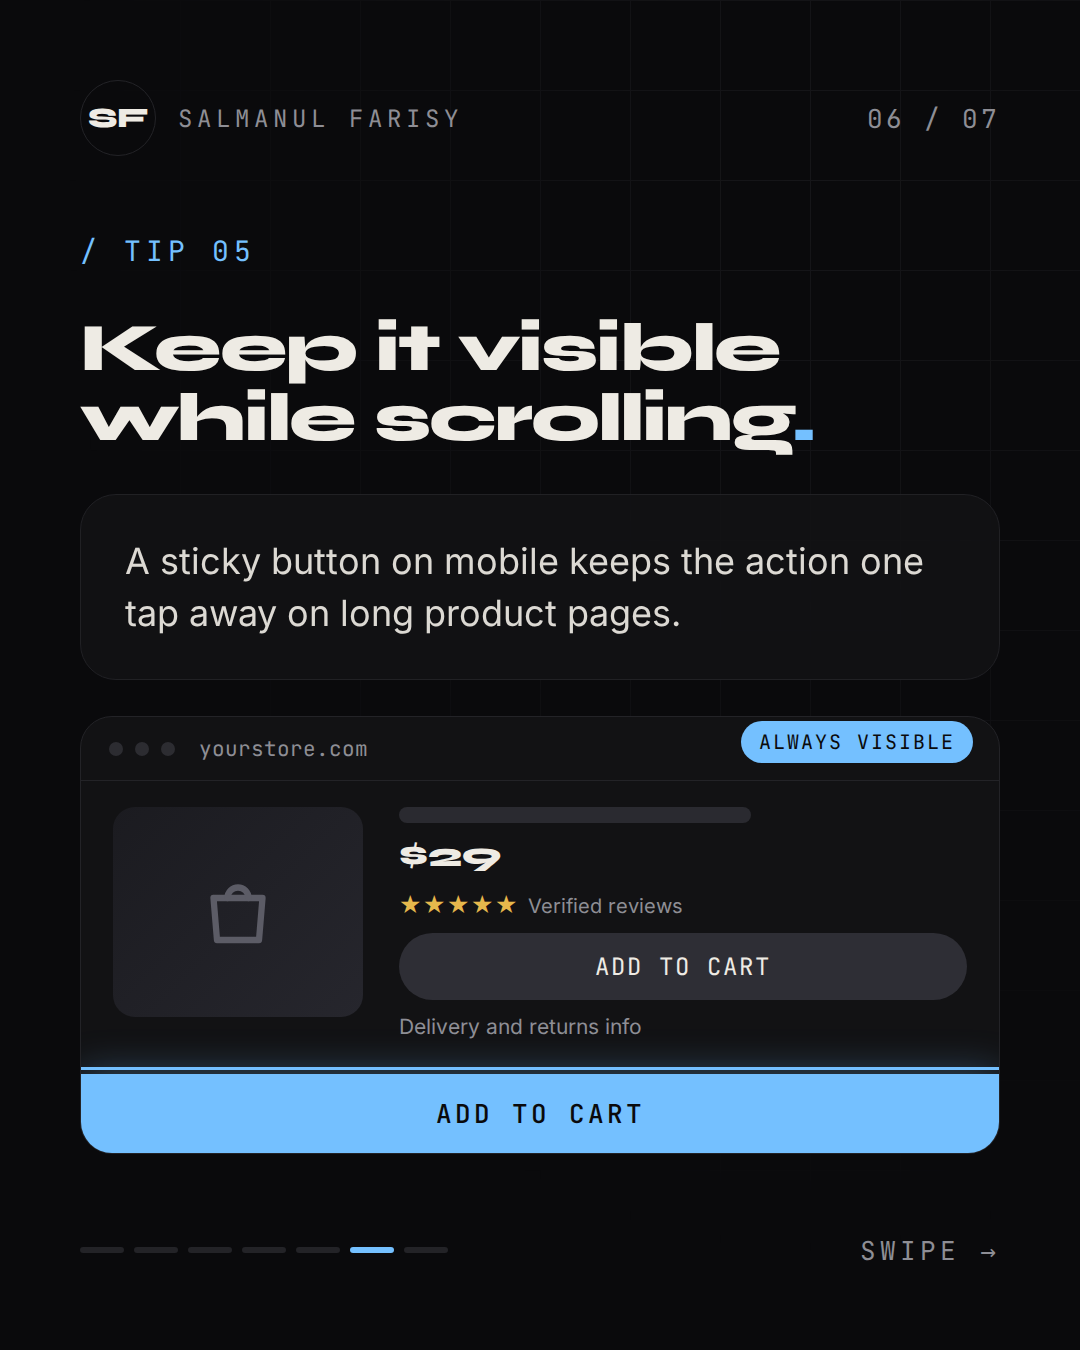 SF SALMANUL FARISY 06 / 07
/ TIP 05
Keep it visible
while scrolling.
A sticky button on mobile keeps the action one
tap away on long product pages.
yourstore.com ALWAYS VISIBLE
$29
★★★★★ Verified reviews
ADD TO CART
Delivery and returns info
ADD TO CART
SWIPE →